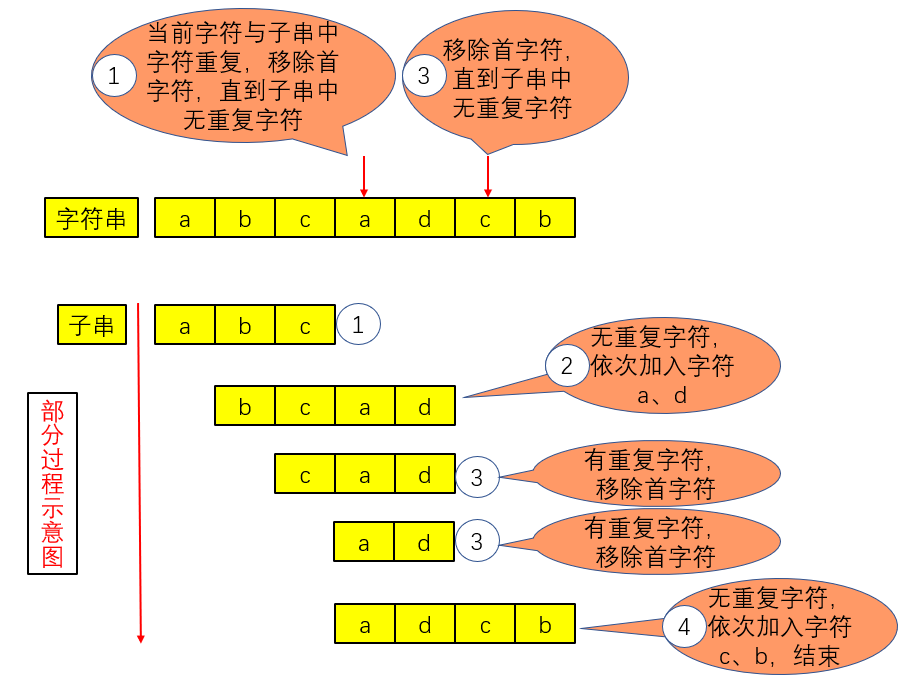 当前字符与子串中
字符重复，移除首
字符，直到子串中
无重复字符
1
移除首字符，
直到子串中
无重复字符
3
字符串
a b c a d c b
子串
a b c
1
无重复字符，
依次加入字符
a、d
2
b c a d
部分过程示意图
c a d
3
有重复字符，
移除首字符
a d
3
有重复字符，
移除首字符
a d c b
4
无重复字符，
依次加入字符
c、b，结束